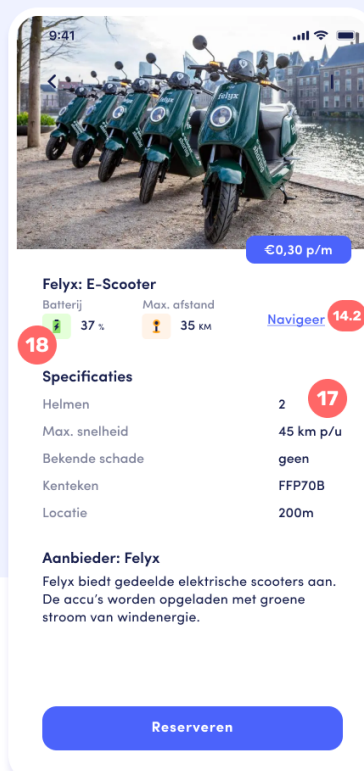 9:41
felyx
€0,30 p/m
Felyx: E-Scooter
Batterij Max. afstand
37 % 35 KM Navigeer 14.2
18
Specificaties
Helmen 2 17
Max. snelheid 45 km p/u
Bekende schade geen
Kenteken FFP70B
Locatie 200m
Aanbieder: Felyx
Felyx biedt gedeelde elektrische scooters aan.
De accu's worden opgeladen met groene
stroom van windenergie.
Reserveren